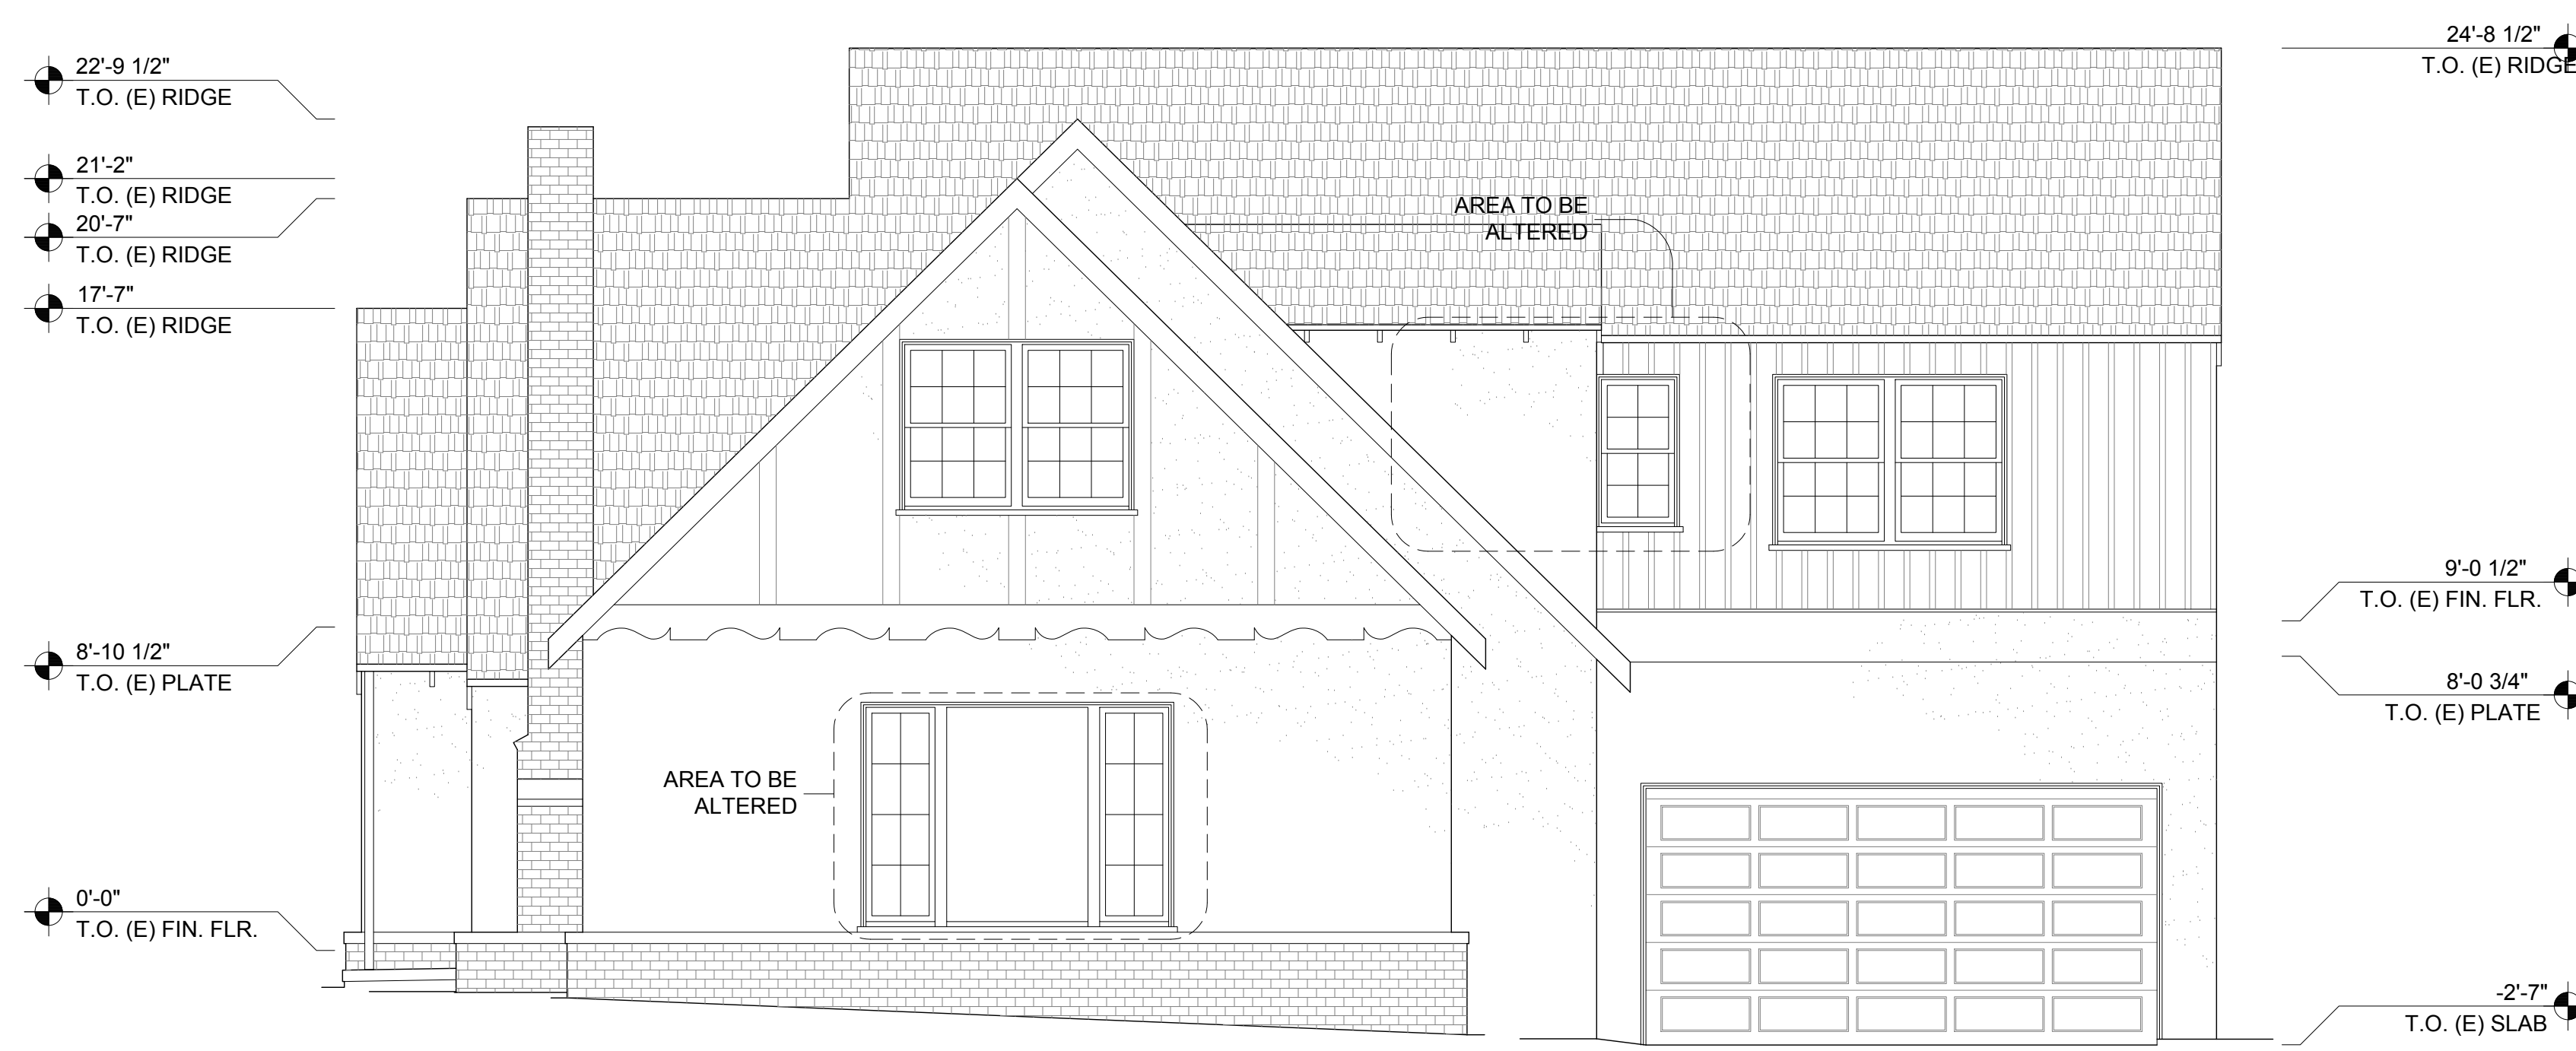 22'-9 1/2"
T.O. (E) RIDGE
21'-2"
T.O. (E) RIDGE
20'-7"
T.O. (E) RIDGE
17'-7"
T.O. (E) RIDGE
8'-10 1/2"
T.O. (E) PLATE
0'-0"
T.O. (E) FIN. FLR.
AREA TO BE
ALTERED
AREA TO BE
ALTERED
24'-8 1/2"
T.O. (E) RIDGE
9'-0 1/2"
T.O. (E) FIN. FLR.
8'-0 3/4"
T.O. (E) PLATE
-2'-7"
T.O. (E) SLAB